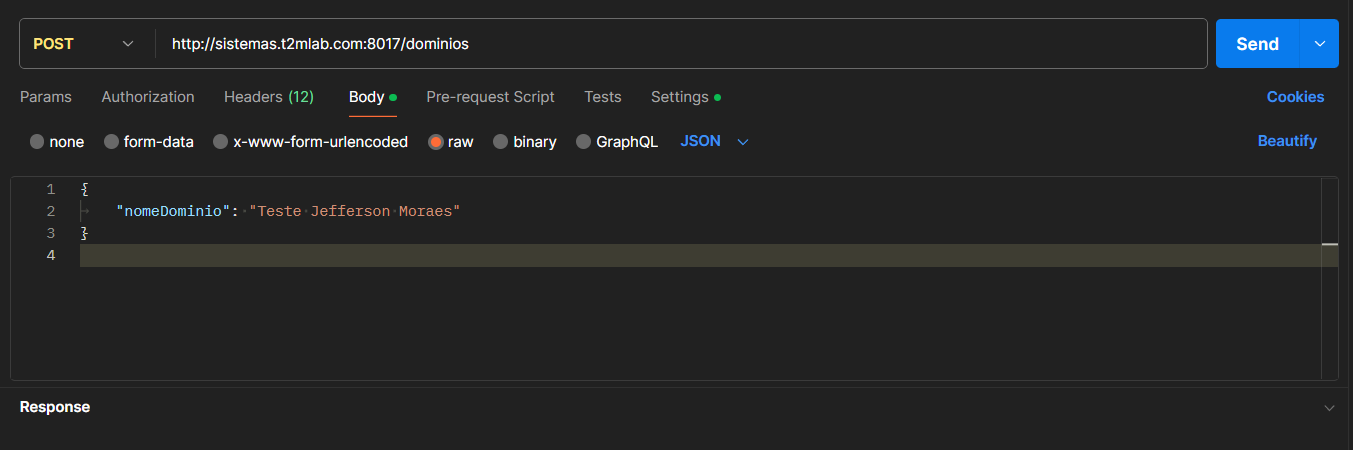 POST http://sistemas.t2mlab.com:8017/dominios Send
Params Authorization Headers (12) Body Pre-request Script Tests Settings Cookies
none form-data x-www-form-urlencoded raw binary GraphQL JSON Beautify
1 {
2 "nomeDominio": "Teste Jefferson Moraes"
3 }
4
Response